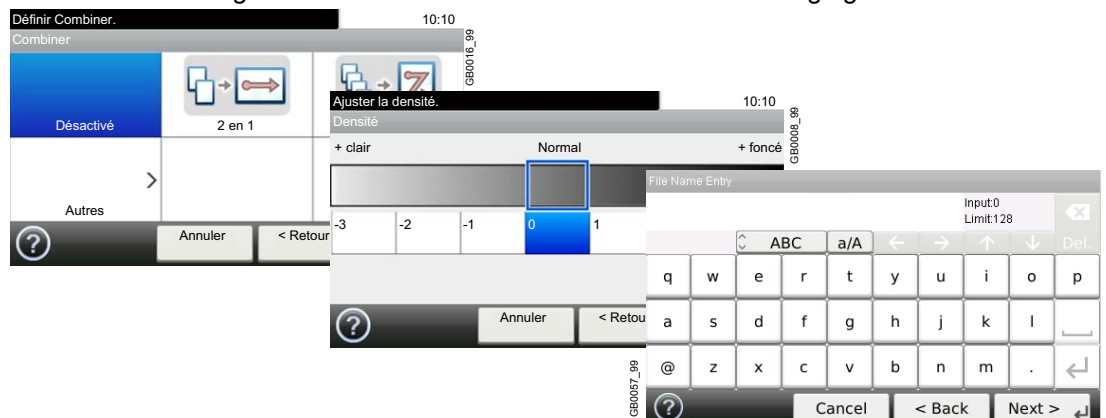 Définir Combiner. 10:10
Combiner
Désactivé
2 en 1
Autres
Annuler
< Retour
GB0016_99
Ajuster la densité. 10:10
Densité
+ clair Normal + foncé
-3 -2 -1 0 1
Annuler < Retou
GB0008_99
File Name Entry
Input:0
Limit:128
ABC a/A Del.
q w e r t y u i o p
a s d f g h j k l
@ z x c v b n m .
Cancel < Back Next >
GB0057_99